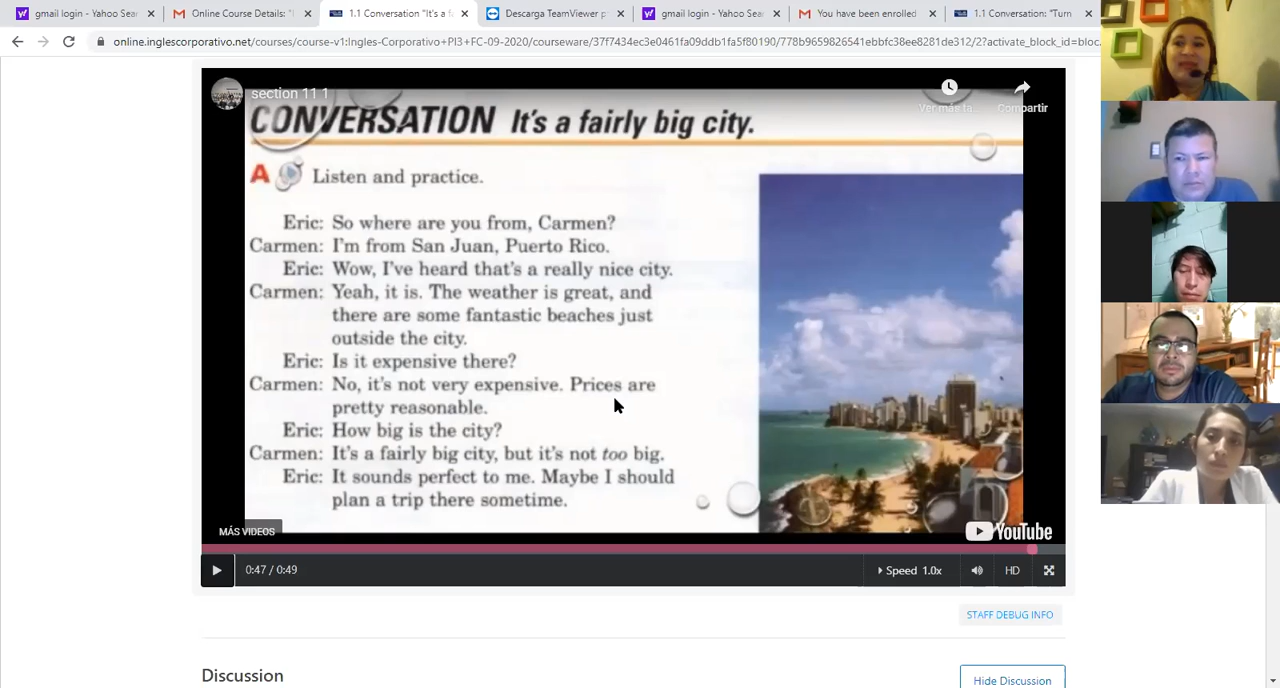 gmail login - Yahoo Sear
Online Course Details: "
1.1 Conversation "It's a fa
Descarga TeamViewer p
gmail login - Yahoo Sear
You have been enrolled
1.1 Conversation: "Turn
online.inglescorporativo.net/courses/course-v1:Ingles-Corporativo+PI3+FC-09-2020/courseware/37f7434ec3e0461fa09ddb1fa5f80190/778b9659826541ebbfc38ee8281de312/2?activate_block_id=bloc
section 11 1
Ver más ta...
Compartir
CONVERSATION It's a fairly big city.
A Listen and practice.
Eric: So where are you from, Carmen?
Carmen: I'm from San Juan, Puerto Rico.
Eric: Wow, I've heard that's a really nice city.
Carmen: Yeah, it is. The weather is great, and
there are some fantastic beaches just
outside the city.
Eric: Is it expensive there?
Carmen: No, it's not very expensive. Prices are
pretty reasonable.
Eric: How big is the city?
Carmen: It's a fairly big city, but it's not too big.
Eric: It sounds perfect to me. Maybe I should
plan a trip there sometime.
MÁS VIDEOS
YouTube
0:47 / 0:49
Speed 1.0x
HD
STAFF DEBUG INFO
Discussion
Hide Discussion